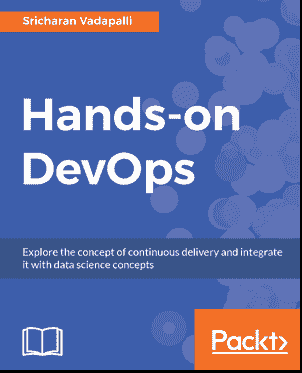 Sricharan Vadapalli
Hands-on
DevOps
Explore the concept of continuous delivery and integrate
it with data science concepts
Packt>